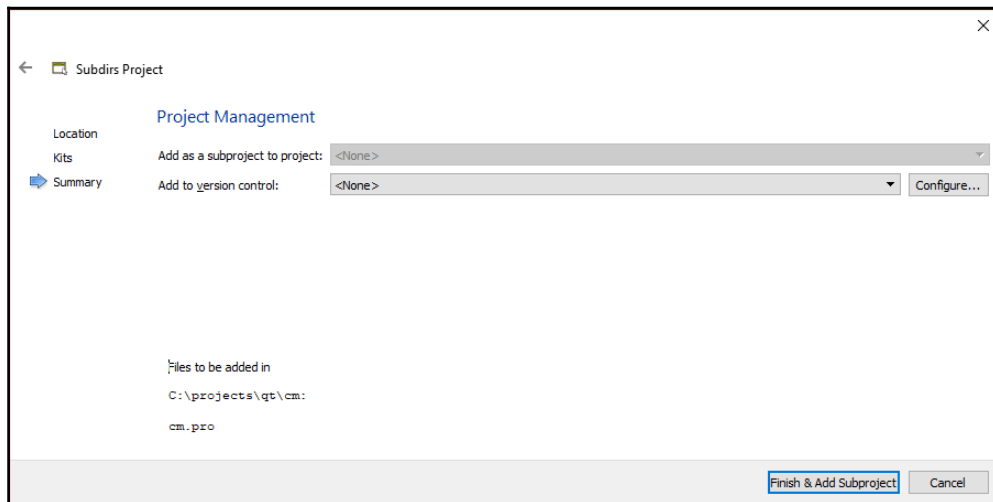 Subdirs Project
Project Management
Location
Kits
Summary
Add as a subproject to project: <None>
Add to version control: <None> Configure...
Files to be added in
C:\projects\qt\cm:
cm.pro
Finish & Add Subproject Cancel